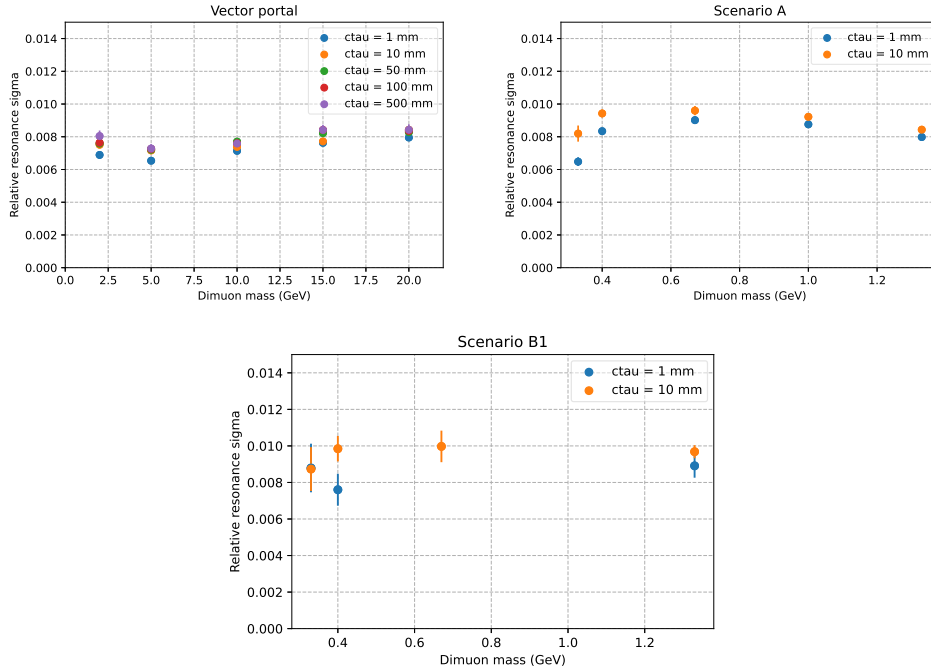 Vector portal
0.014
0.012
0.010
0.008
0.006
0.004
0.002
0.000
Relative resonance sigma
ctau = 1 mm
ctau = 10 mm
ctau = 50 mm
ctau = 100 mm
ctau = 500 mm
0.0 2.5 5.0 7.5 10.0 12.5 15.0 17.5 20.0
Dimuon mass (GeV)
Scenario A
0.014
0.012
0.010
0.008
0.006
0.004
0.002
0.000
Relative resonance sigma
ctau = 1 mm
ctau = 10 mm
0.4 0.6 0.8 1.0 1.2
Dimuon mass (GeV)
Scenario B1
0.014
0.012
0.010
0.008
0.006
0.004
0.002
0.000
Relative resonance sigma
ctau = 1 mm
ctau = 10 mm
0.4 0.6 0.8 1.0 1.2
Dimuon mass (GeV)